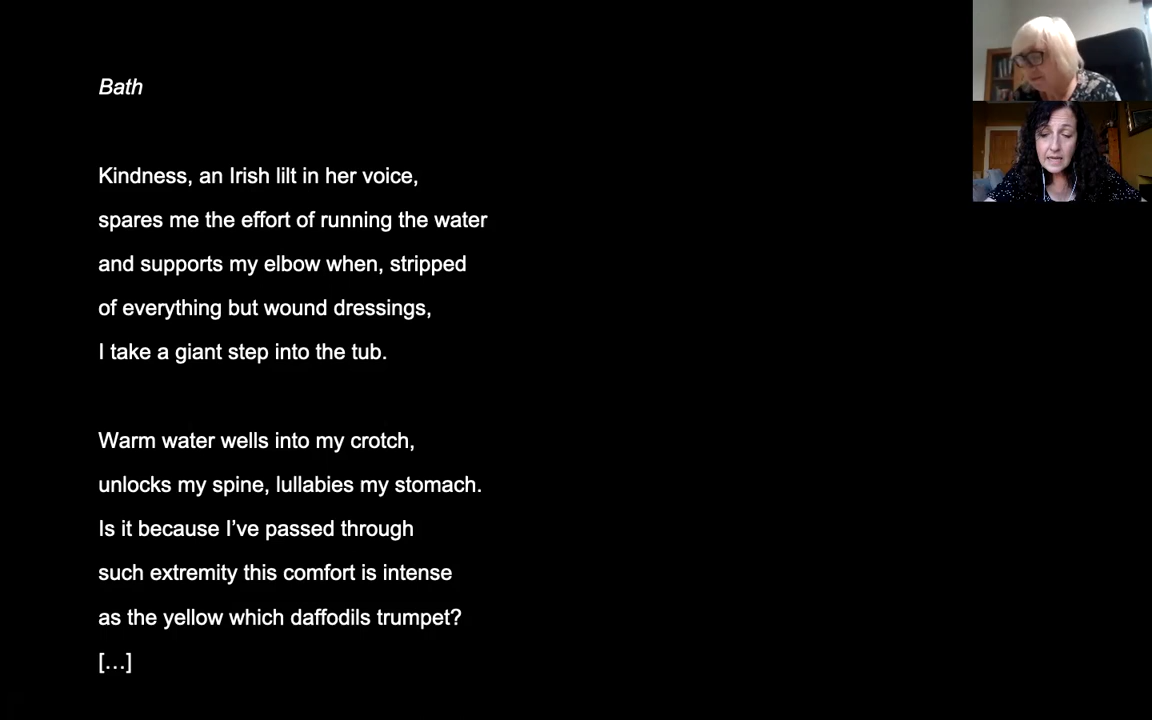 Bath
Kindness, an Irish lilt in her voice,
spares me the effort of running the water
and supports my elbow when, stripped
of everything but wound dressings,
I take a giant step into the tub.
Warm water wells into my crotch,
unlocks my spine, lullabies my stomach.
Is it because I’ve passed through
such extremity this comfort is intense
as the yellow which daffodils trumpet?
[…]